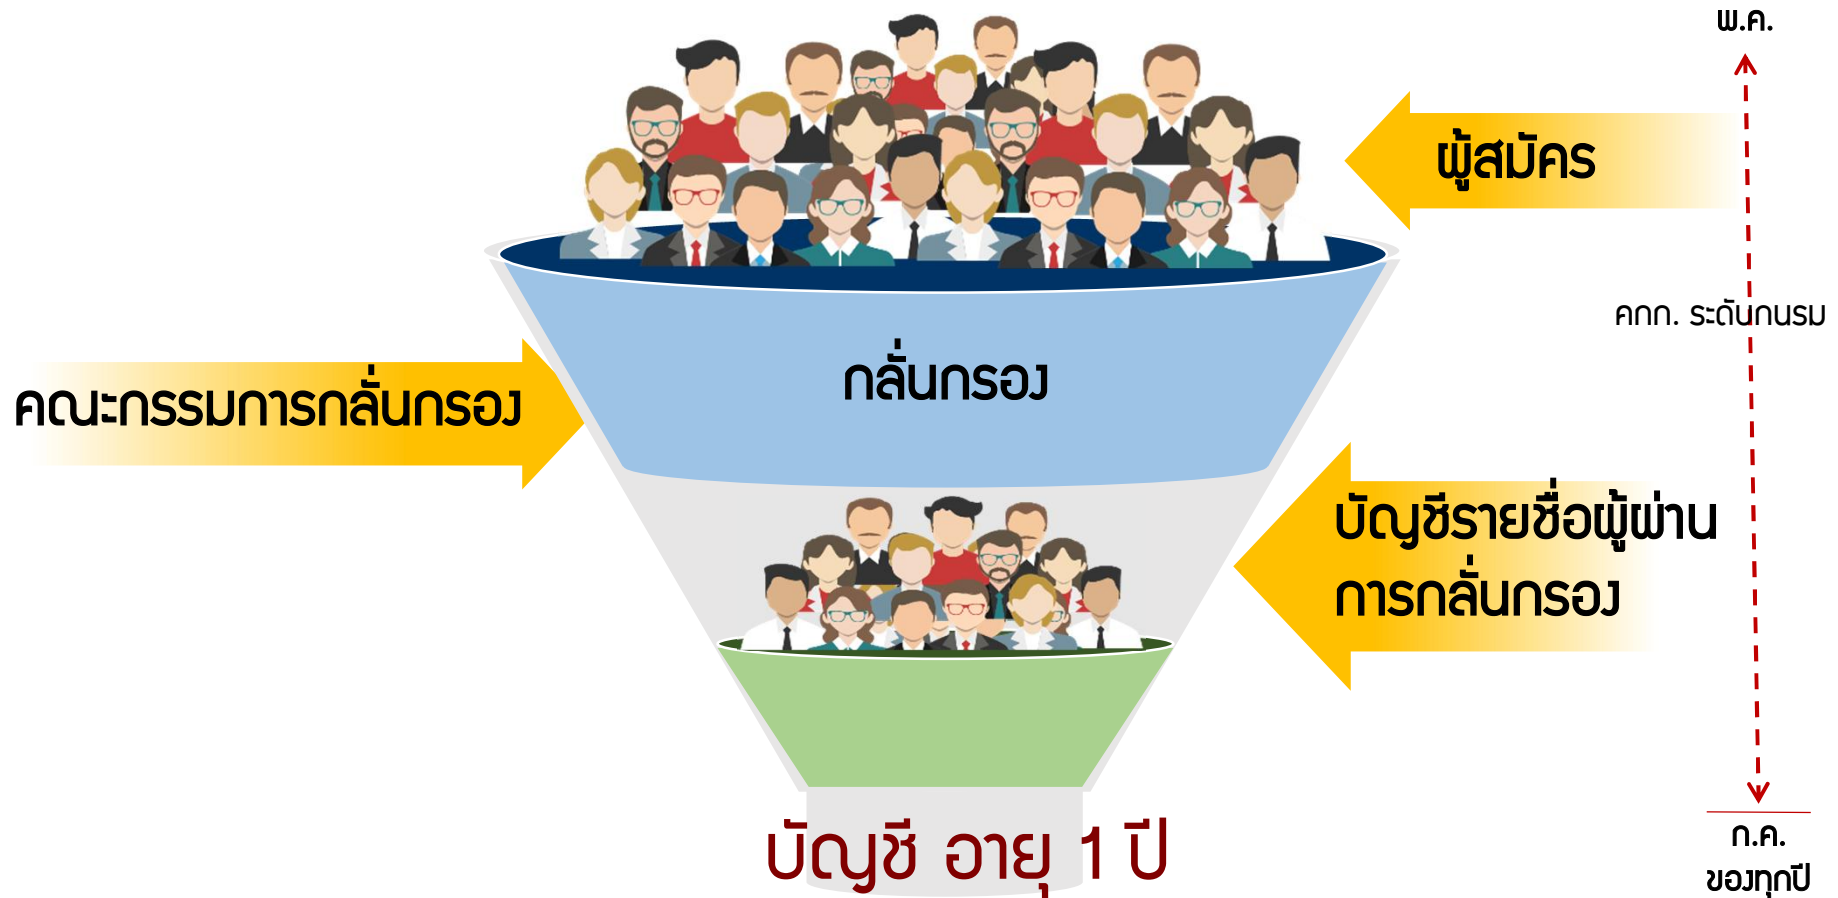 พ.ค.
ผู้สมัคร
คกก. ระดับกรม
กลั่นกรอง
คณะกรรมการกลั่นกรอง
บัญชีรายชื่อผู้ผ่าน
การกลั่นกรอง
บัญชี อายุ 1 ปี
ก.ค.
ของทุกปี